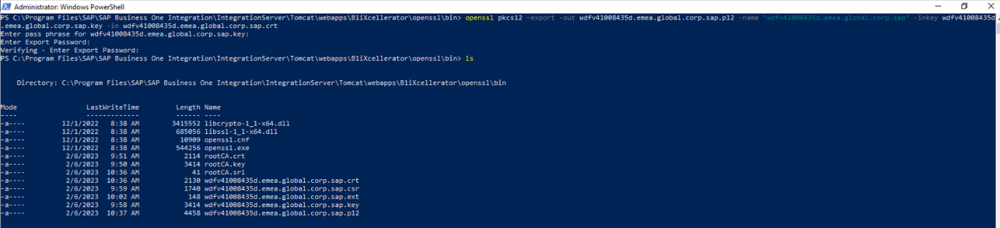 Administrator: Windows PowerShell
PS C:\Program Files\SAP\SAP Business One Integration\IntegrationServer\Tomcat\webapps\B1iXcellerator\openssl\bin> openssl pkcs12 -export -out wdfv41008435d.emea.global.corp.sap.p12 -name "wdfv41008435d.emea.global.corp.sap" -inkey wdfv41008435d
.emea.global.corp.sap.key -in wdfv41008435d.emea.global.corp.sap.crt
Enter pass phrase for wdfv41008435d.emea.global.corp.sap.key:
Enter Export Password:
Verifying - Enter Export Password:
PS C:\Program Files\SAP\SAP Business One Integration\IntegrationServer\Tomcat\webapps\B1iXcellerator\openssl\bin> ls
Directory: C:\Program Files\SAP\SAP Business One Integration\IntegrationServer\Tomcat\webapps\B1iXcellerator\openssl\bin
Mode LastWriteTime Length Name
---- ------------- ------ ----
-a---- 12/1/2022 8:38 AM 3415552 libcrypto-1_1-x64.dll
-a---- 12/1/2022 8:38 AM 685056 libssl-1_1-x64.dll
-a---- 12/1/2022 8:38 AM 10909 openssl.cnf
-a---- 12/1/2022 8:38 AM 544256 openssl.exe
-a---- 2/6/2023 9:51 AM 2114 rootCA.crt
-a---- 2/6/2023 9:50 AM 3414 rootCA.key
-a---- 2/6/2023 10:36 AM 41 rootCA.srl
-a---- 2/6/2023 10:36 AM 2130 wdfv41008435d.emea.global.corp.sap.crt
-a---- 2/6/2023 9:59 AM 1740 wdfv41008435d.emea.global.corp.sap.csr
-a---- 2/6/2023 10:02 AM 148 wdfv41008435d.emea.global.corp.sap.ext
-a---- 2/6/2023 9:58 AM 3414 wdfv41008435d.emea.global.corp.sap.key
-a---- 2/6/2023 10:37 AM 4458 wdfv41008435d.emea.global.corp.sap.p12